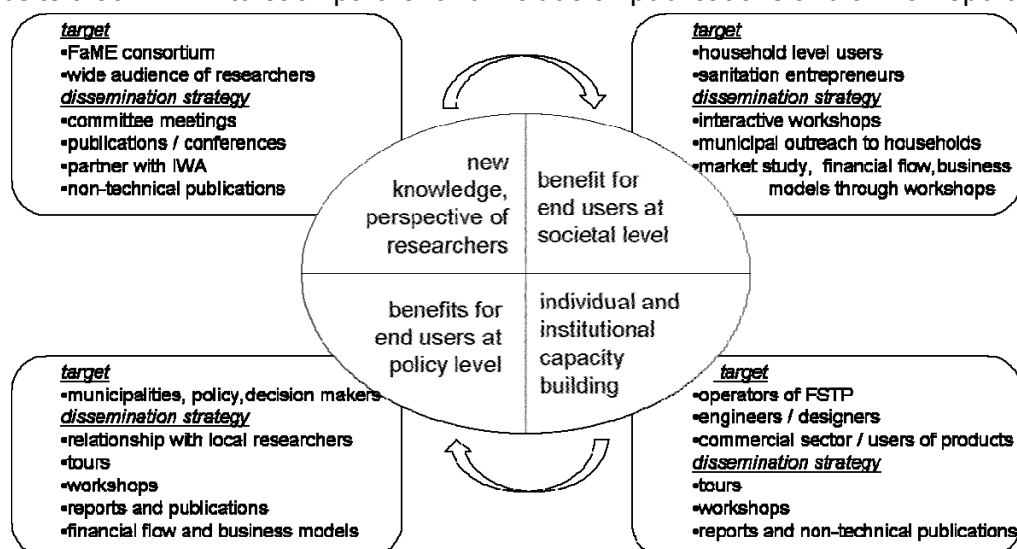 target
•FaME consortium
•wide audience of researchers
dissemination strategy
•committee meetings
•publications / conferences
•partner with IWA
•non-technical publications
target
•household level users
•sanitation entrepreneurs
dissemination strategy
•interactive workshops
•municipal outreach to households
•market study, financial flow,business
models through workshops
new
knowledge,
perspective of
researchers
benefit for
end users at
societal level
benefits for
end users at
policy level
individual and
institutional
capacity
building
target
•municipalities, policy,decision makers
dissemination strategy
•relationship with local researchers
•tours
•workshops
•reports and publications
•financial flow and business models
target
•operators of FSTP
•engineers / designers
•commercial sector / users of products
dissemination strategy
•tours
•workshops
•reports and non-technical publications